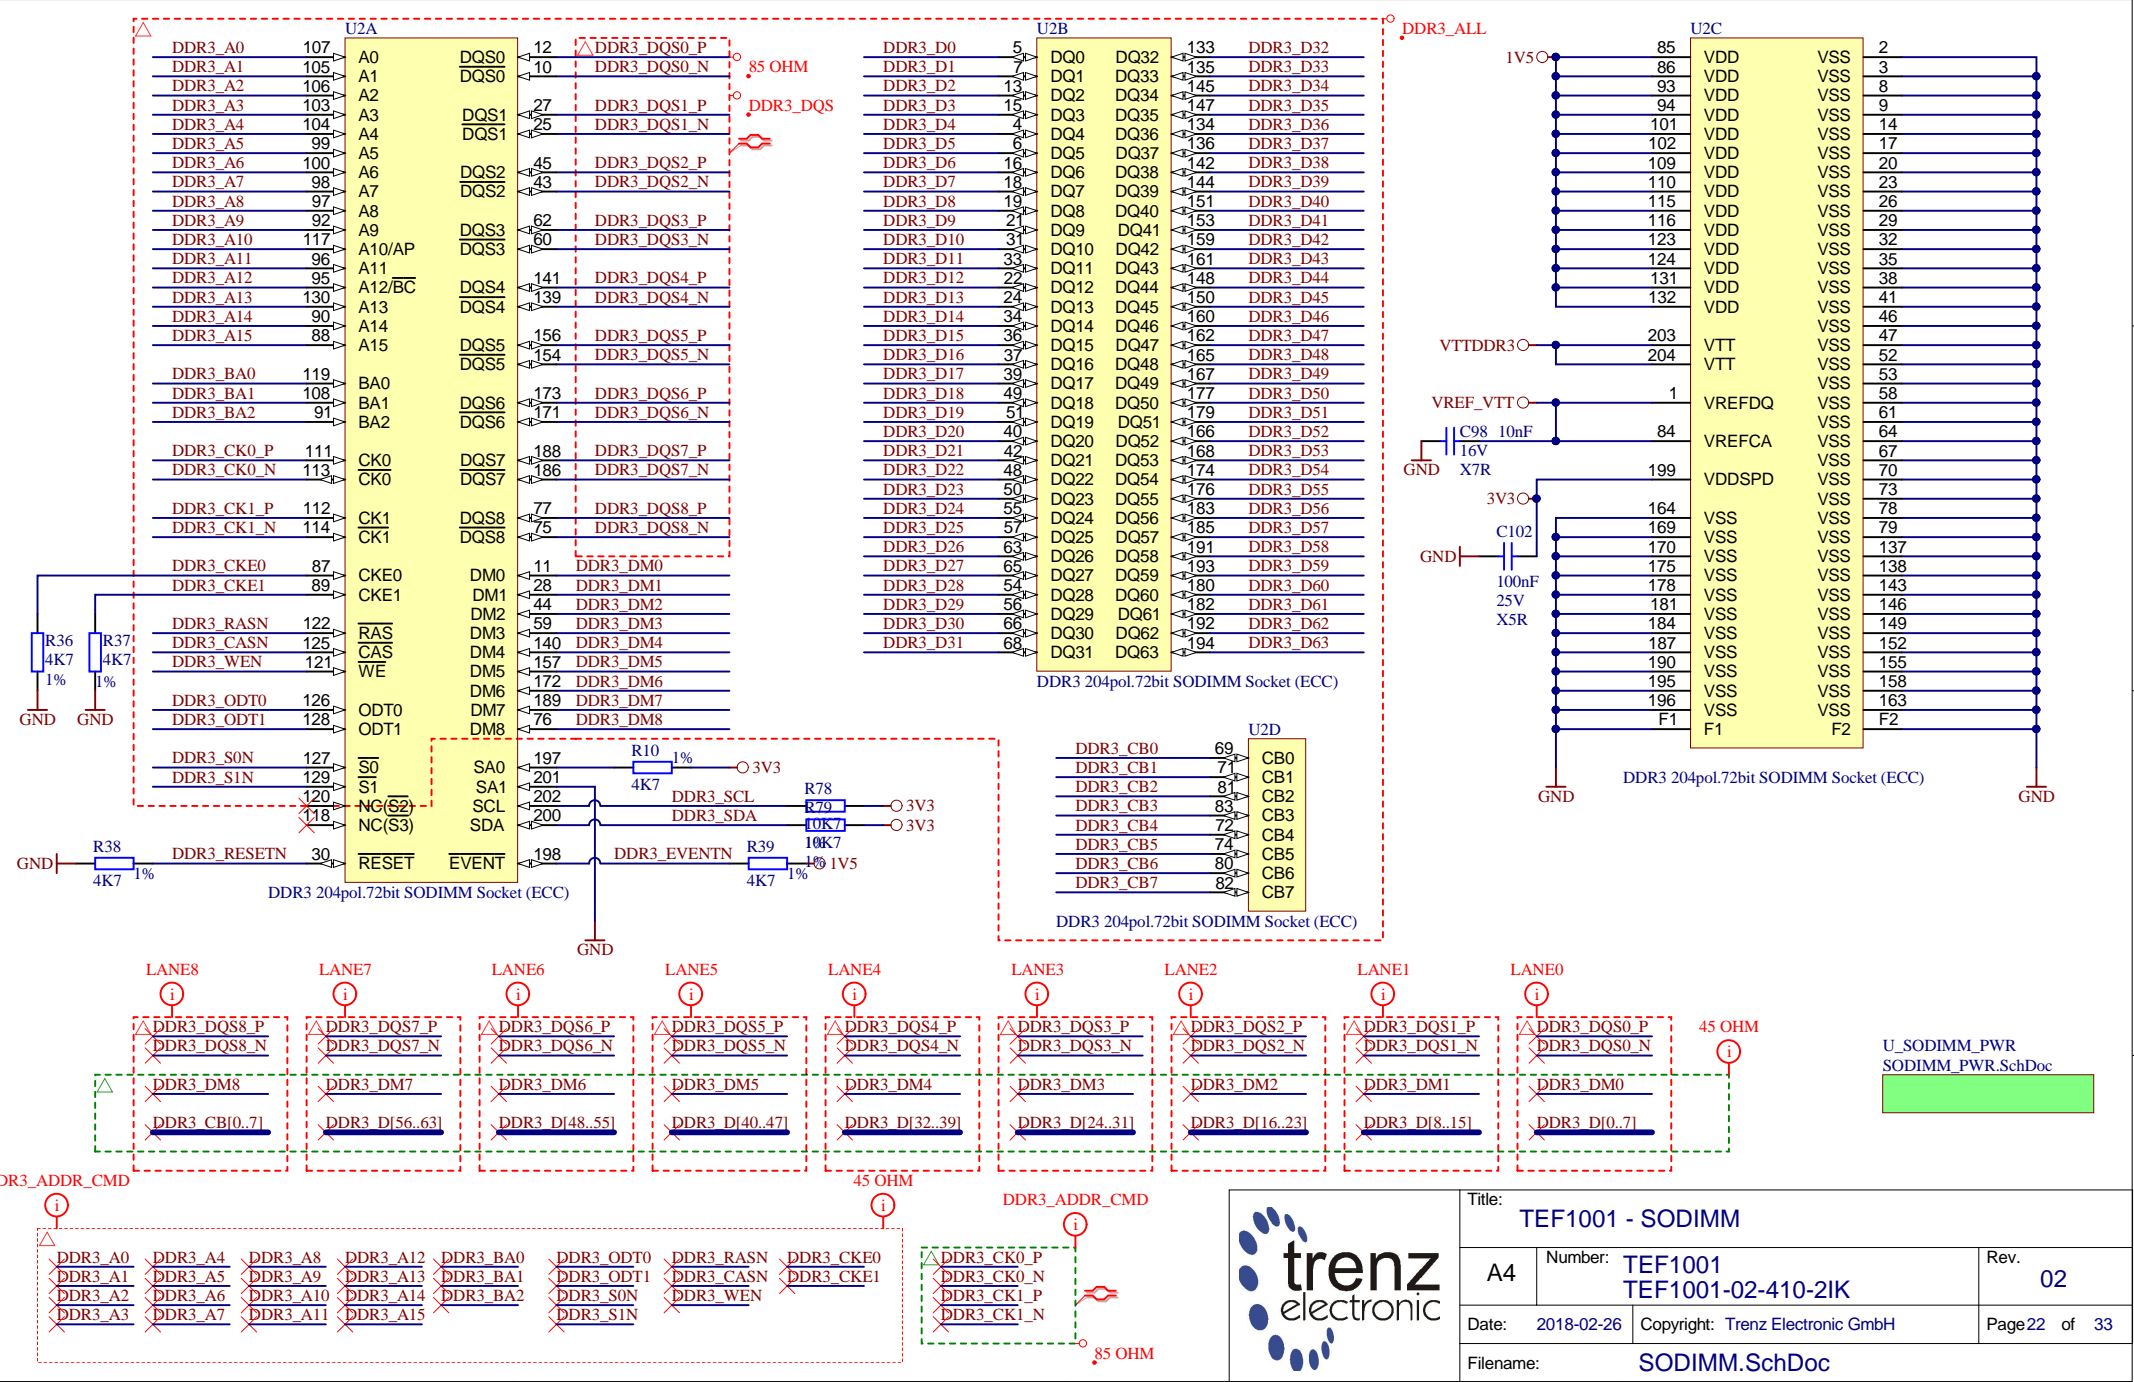 U2A
DDR3_A0 107 A0
DDR3_A1 105 A1
DDR3_A2 106 A2
DDR3_A3 103 A3
DDR3_A4 104 A4
DDR3_A5 99 A5
DDR3_A6 100 A6
DDR3_A7 98 A7
DDR3_A8 97 A8
DDR3_A9 92 A9
DDR3_A10 117 A10/AP
DDR3_A11 96 A11
DDR3_A12 95 A12/BC
DDR3_A13 130 A13
DDR3_A14 90 A14
DDR3_A15 88 A15
DDR3_BA0 119 BA0
DDR3_BA1 108 BA1
DDR3_BA2 91 BA2
DDR3_CK0_P 111 CK0
DDR3_CK0_N 113 CK0
DDR3_CK1_P 112 CK1
DDR3_CK1_N 114 CK1
DDR3_CKE0 87 CKE0
DDR3_CKE1 89 CKE1
DDR3_RASN 122 RAS
DDR3_CASN 125 CAS
DDR3_WEN 121 WE
DDR3_ODT0 126 ODT0
DDR3_ODT1 128 ODT1
DDR3_S0N 127 S0
DDR3_S1N 129 S1
120 NC(S2)
118 NC(S3)
DDR3_RESETN 30 RESET
R36
4K7
1%
GND
R37
4K7
1%
GND
GND
R38
4K7
1%
DQS0 12 DDR3_DQS0_P
DQS0 10 DDR3_DQS0_N
DQS1 27 DDR3_DQS1_P
DQS1 25 DDR3_DQS1_N
DQS2 45 DDR3_DQS2_P
DQS2 43 DDR3_DQS2_N
DQS3 62 DDR3_DQS3_P
DQS3 60 DDR3_DQS3_N
DQS4 141 DDR3_DQS4_P
DQS4 139 DDR3_DQS4_N
DQS5 156 DDR3_DQS5_P
DQS5 154 DDR3_DQS5_N
DQS6 173 DDR3_DQS6_P
DQS6 171 DDR3_DQS6_N
DQS7 188 DDR3_DQS7_P
DQS7 186 DDR3_DQS7_N
DQS8 77 DDR3_DQS8_P
DQS8 75 DDR3_DQS8_N
DM0 11 DDR3_DM0
DM1 28 DDR3_DM1
DM2 44 DDR3_DM2
DM3 59 DDR3_DM3
DM4 140 DDR3_DM4
DM5 157 DDR3_DM5
DM6 172 DDR3_DM6
DM7 189 DDR3_DM7
DM8 76 DDR3_DM8
SA0 197
SA1 201
SCL 202 DDR3_SCL
SDA 200 DDR3_SDA
EVENT 198 DDR3_EVENTN
R10
1%
4K7
3V3
R78
3V3
R79
10K7
3V3
R39
4K7
1%
1V5
GND
85 OHM
DDR3_DQS
DDR3 204pol.72bit SODIMM Socket (ECC)
DDR3_ALL
U2B
DDR3_D0 5 DQ0 DQ32 133 DDR3_D32
DDR3_D1 7 DQ1 DQ33 135 DDR3_D33
DDR3_D2 13 DQ2 DQ34 145 DDR3_D34
DDR3_D3 15 DQ3 DQ35 147 DDR3_D35
DDR3_D4 4 DQ4 DQ36 134 DDR3_D36
DDR3_D5 6 DQ5 DQ37 136 DDR3_D37
DDR3_D6 16 DQ6 DQ38 142 DDR3_D38
DDR3_D7 18 DQ7 DQ39 144 DDR3_D39
DDR3_D8 19 DQ8 DQ40 151 DDR3_D40
DDR3_D9 21 DQ9 DQ41 153 DDR3_D41
DDR3_D10 31 DQ10 DQ42 159 DDR3_D42
DDR3_D11 33 DQ11 DQ43 161 DDR3_D43
DDR3_D12 22 DQ12 DQ44 148 DDR3_D44
DDR3_D13 24 DQ13 DQ45 150 DDR3_D45
DDR3_D14 34 DQ14 DQ46 160 DDR3_D46
DDR3_D15 36 DQ15 DQ47 162 DDR3_D47
DDR3_D16 37 DQ16 DQ48 165 DDR3_D48
DDR3_D17 39 DQ17 DQ49 167 DDR3_D49
DDR3_D18 49 DQ18 DQ50 177 DDR3_D50
DDR3_D19 51 DQ19 DQ51 179 DDR3_D51
DDR3_D20 40 DQ20 DQ52 166 DDR3_D52
DDR3_D21 42 DQ21 DQ53 168 DDR3_D53
DDR3_D22 48 DQ22 DQ54 174 DDR3_D54
DDR3_D23 50 DQ23 DQ55 176 DDR3_D55
DDR3_D24 55 DQ24 DQ56 183 DDR3_D56
DDR3_D25 57 DQ25 DQ57 185 DDR3_D57
DDR3_D26 63 DQ26 DQ58 191 DDR3_D58
DDR3_D27 65 DQ27 DQ59 193 DDR3_D59
DDR3_D28 54 DQ28 DQ60 180 DDR3_D60
DDR3_D29 56 DQ29 DQ61 182 DDR3_D61
DDR3_D30 66 DQ30 DQ62 192 DDR3_D62
DDR3_D31 68 DQ31 DQ63 194 DDR3_D63
DDR3 204pol.72bit SODIMM Socket (ECC)
U2D
DDR3_CB0 69 CB0
DDR3_CB1 71 CB1
DDR3_CB2 81 CB2
DDR3_CB3 83 CB3
DDR3_CB4 72 CB4
DDR3_CB5 74 CB5
DDR3_CB6 80 CB6
DDR3_CB7 82 CB7
DDR3 204pol.72bit SODIMM Socket (ECC)
U2C
1V5 85 VDD VSS 2
86 VDD VSS 3
93 VDD VSS 8
94 VDD VSS 9
101 VDD VSS 14
102 VDD VSS 17
109 VDD VSS 20
110 VDD VSS 23
115 VDD VSS 26
116 VDD VSS 29
123 VDD VSS 32
124 VDD VSS 35
131 VDD VSS 38
132 VDD VSS 41
VSS 46
VTTDDR3 203 VTT VSS 47
204 VTT VSS 52
VSS 53
VREF_VTT 1 VREFDQ VSS 58
VSS 61
84 VREFCA VSS 64
VSS 67
199 VDDSPD VSS 70
3V3 VSS 73
164 VSS VSS 78
169 VSS VSS 79
170 VSS VSS 137
175 VSS VSS 138
178 VSS VSS 143
181 VSS VSS 146
184 VSS VSS 149
187 VSS VSS 152
190 VSS VSS 155
195 VSS VSS 158
196 VSS VSS 163
F1 F1 F2 F2
C98 10nF
16V
X7R
GND
C102
GND
100nF
25V
X5R
GND
GND
DDR3 204pol.72bit SODIMM Socket (ECC)
LANE8 LANE7 LANE6 LANE5 LANE4 LANE3 LANE2 LANE1 LANE0
i i i i i i i i i
DDR3_DQS8_P DDR3_DQS7_P DDR3_DQS6_P DDR3_DQS5_P DDR3_DQS4_P DDR3_DQS3_P DDR3_DQS2_P DDR3_DQS1_P DDR3_DQS0_P
DDR3_DQS8_N DDR3_DQS7_N DDR3_DQS6_N DDR3_DQS5_N DDR3_DQS4_N DDR3_DQS3_N DDR3_DQS2_N DDR3_DQS1_N DDR3_DQS0_N
45 OHM
i
DDR3_DM8 DDR3_DM7 DDR3_DM6 DDR3_DM5 DDR3_DM4 DDR3_DM3 DDR3_DM2 DDR3_DM1 DDR3_DM0
DDR3_CB[0..7] DDR3_D[56..63] DDR3_D[48..55] DDR3_D[40..47] DDR3_D[32..39] DDR3_D[24..31] DDR3_D[16..23] DDR3_D[8..15] DDR3_D[0..7]
U_SODIMM_PWR
SODIMM_PWR.SchDoc
DR3_ADDR_CMD
i
45 OHM
i
DDR3_A0 DDR3_A4 DDR3_A8 DDR3_A12 DDR3_BA0 DDR3_ODT0 DDR3_RASN DDR3_CKE0
DDR3_A1 DDR3_A5 DDR3_A9 DDR3_A13 DDR3_BA1 DDR3_ODT1 DDR3_CASN DDR3_CKE1
DDR3_A2 DDR3_A6 DDR3_A10 DDR3_A14 DDR3_BA2 DDR3_S0N DDR3_WEN
DDR3_A3 DDR3_A7 DDR3_A11 DDR3_A15 DDR3_S1N
DDR3_ADDR_CMD
i
DDR3_CK0_P
DDR3_CK0_N
DDR3_CK1_P
DDR3_CK1_N
85 OHM
trenz
electronic
Title:
TEF1001 - SODIMM
A4
Number: TEF1001
TEF1001-02-410-2IK
Rev.
02
Date: 2018-02-26
Copyright: Trenz Electronic GmbH
Page 22 of 33
Filename: SODIMM.SchDoc